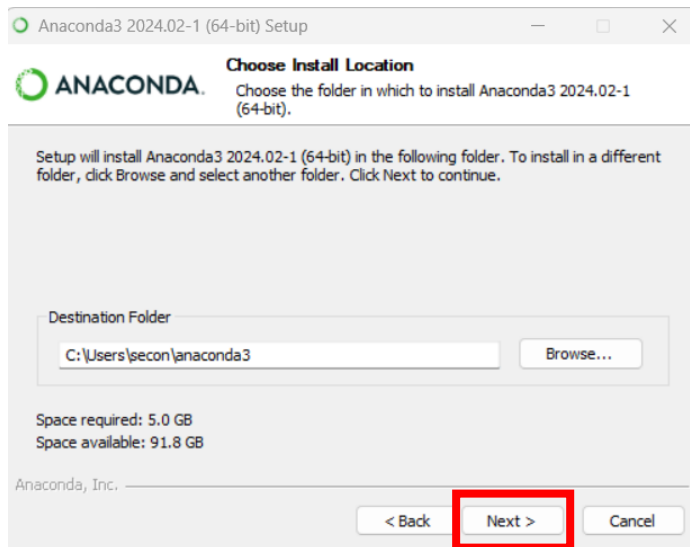 Anaconda3 2024.02-1 (64-bit) Setup
ANACONDA.
Choose Install Location
Choose the folder in which to install Anaconda3 2024.02-1
(64-bit).
Setup will install Anaconda3 2024.02-1 (64-bit) in the following folder. To install in a different
folder, click Browse and select another folder. Click Next to continue.
Destination Folder
C:\Users\secon\anaconda3
Browse...
Space required: 5.0 GB
Space available: 91.8 GB
Anaconda, Inc.
< Back
Next >
Cancel